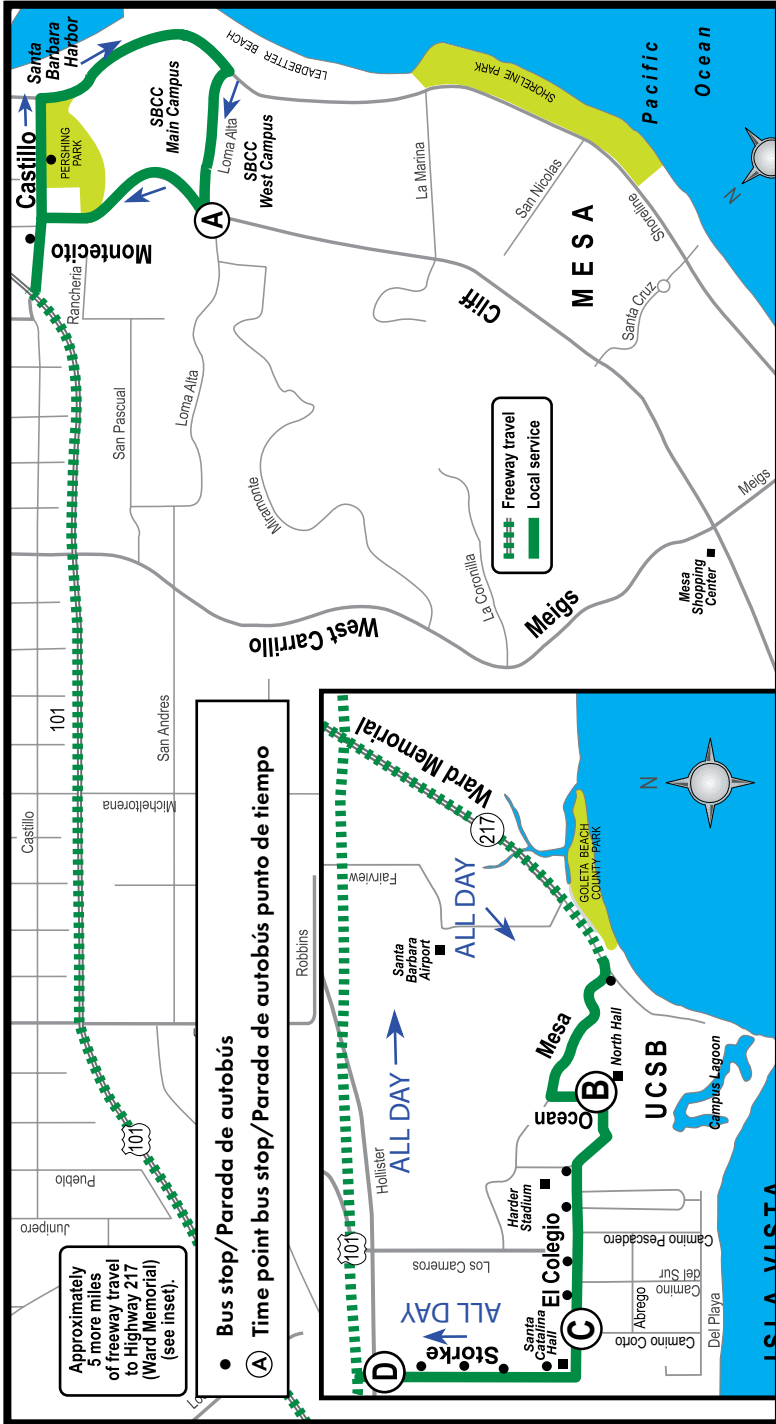 Santa
Barbara
Harbor
Castillo
PERSHING
PARK
LEADBETTER BEACH
SBCC
Main Campus
Loma Alta
SBCC
West Campus
A
Montecito
Rancheria
SHORELINE PARK
Pacific
Ocean
La Marina
San Nicolas
MESA
Shoreline
N
Santa Cruz
Cliff
San Pascual
Loma Alta
Miramonte
Freeway travel
Local service
La Coronilla
Meigs
Meigs
Mesa
Shopping
Center
West Carrillo
101
San Andres
Castillo
Micheltorena
Robbins
101
Pueblo
Junipero
Approximately
5 more miles
of freeway travel
to Highway 217
(Ward Memorial)
(see inset).
Bus stop/Parada de autobús
A Time point bus stop/Parada de autobús punto de tiempo
Ward Memorial
217
Fairview
GOLETA BEACH
COUNTY PARK
N
ALL DAY
Santa
Barbara
Airport
ALL DAY
Hollister
Mesa
North Hall
B
Ocean
UCSB
Campus Lagoon
101
Harder
Stadium
Los Carneros
El Colegio
Camino Pescadero
Camino
del Sur
Abrego
Camino Corto
Del Playa
ALL DAY
Storke
Santa
Catalina
Hall
C
D
ISLA VISTA